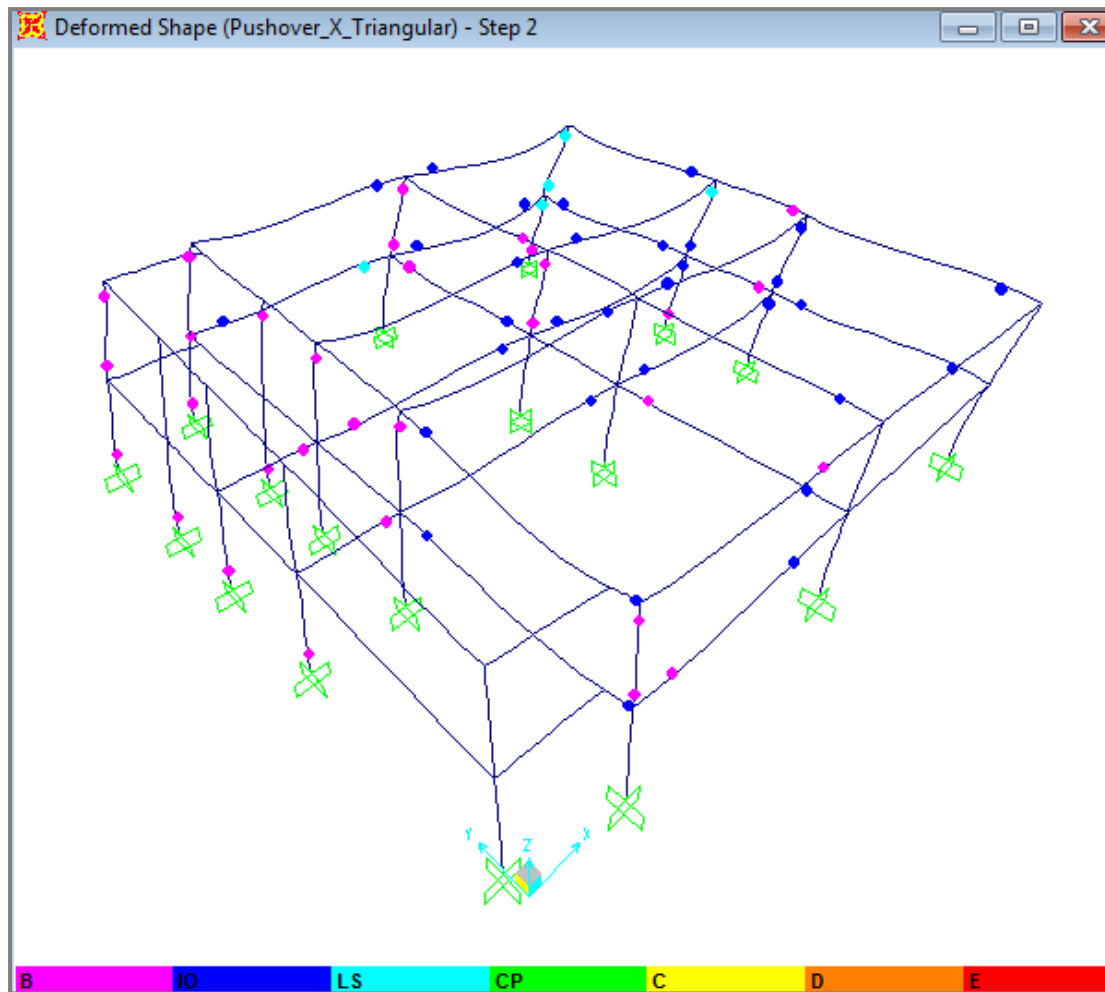 Deformed Shape (Pushover_X_Triangular) - Step 2
Y Z X
B IO LS CP C D E